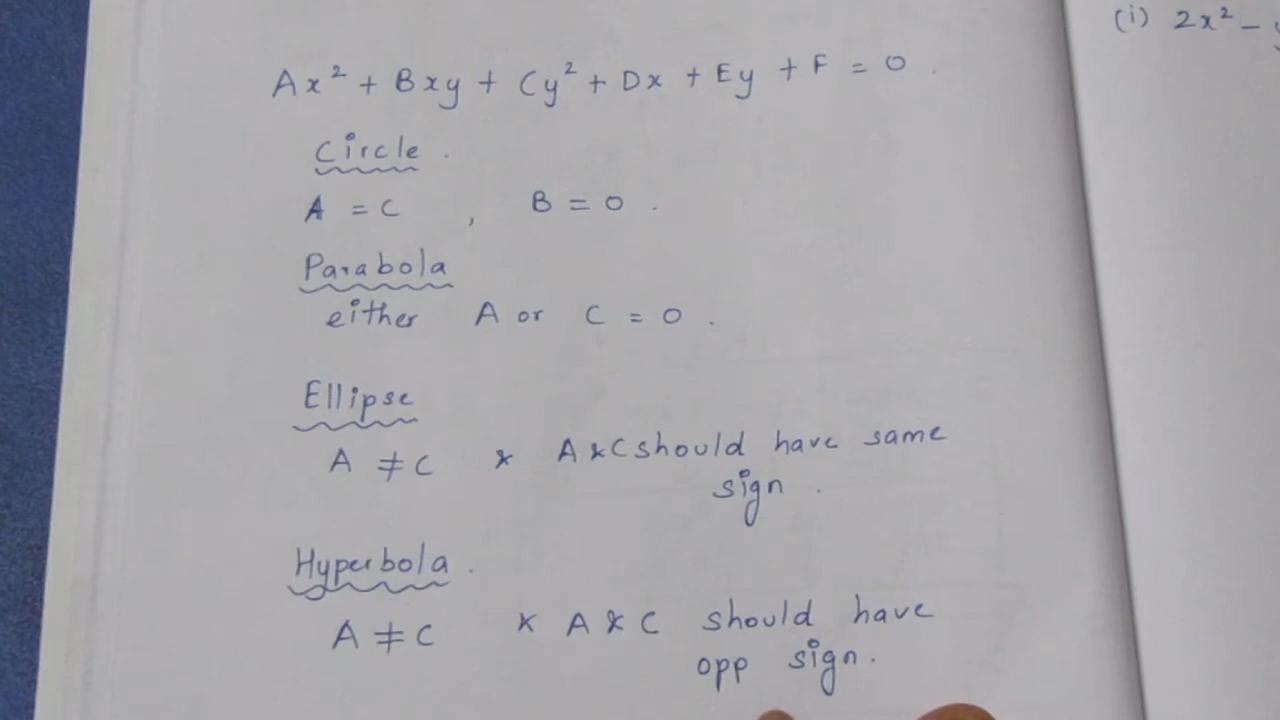 Ax² + Bxy + Cy² + Dx + Ey + F = 0 .
Circle .
A = C , B = 0 .
Parabola
either A or C = 0 .
Ellipse
A ≠ C & A & C should have same
sign .
Hyperbola .
A ≠ C & A & C should have
opp sign .
(i) 2x² –